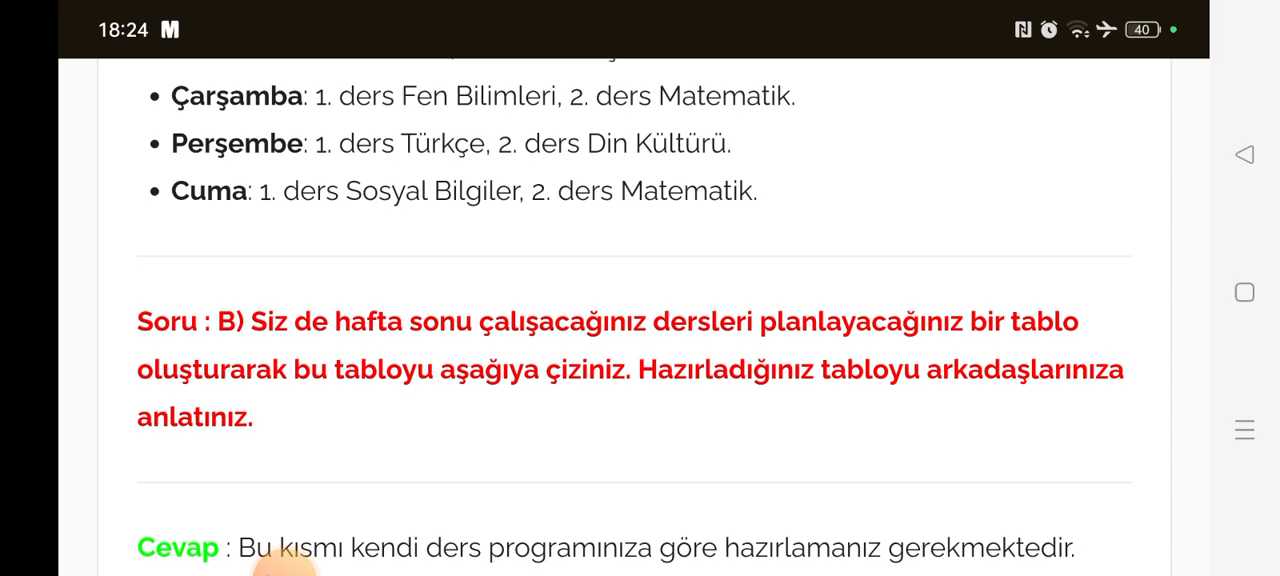 18:24 M
40
• Çarşamba: 1. ders Fen Bilimleri, 2. ders Matematik.
• Perşembe: 1. ders Türkçe, 2. ders Din Kültürü.
• Cuma: 1. ders Sosyal Bilgiler, 2. ders Matematik.
Soru : B) Siz de hafta sonu çalışacağınız dersleri planlayacağınız bir tablo
oluşturarak bu tabloyu aşağıya çiziniz. Hazırladığınız tabloyu arkadaşlarınıza
anlatınız.
Cevap : Bu kısmı kendi ders programınıza göre hazırlamanız gerekmektedir.